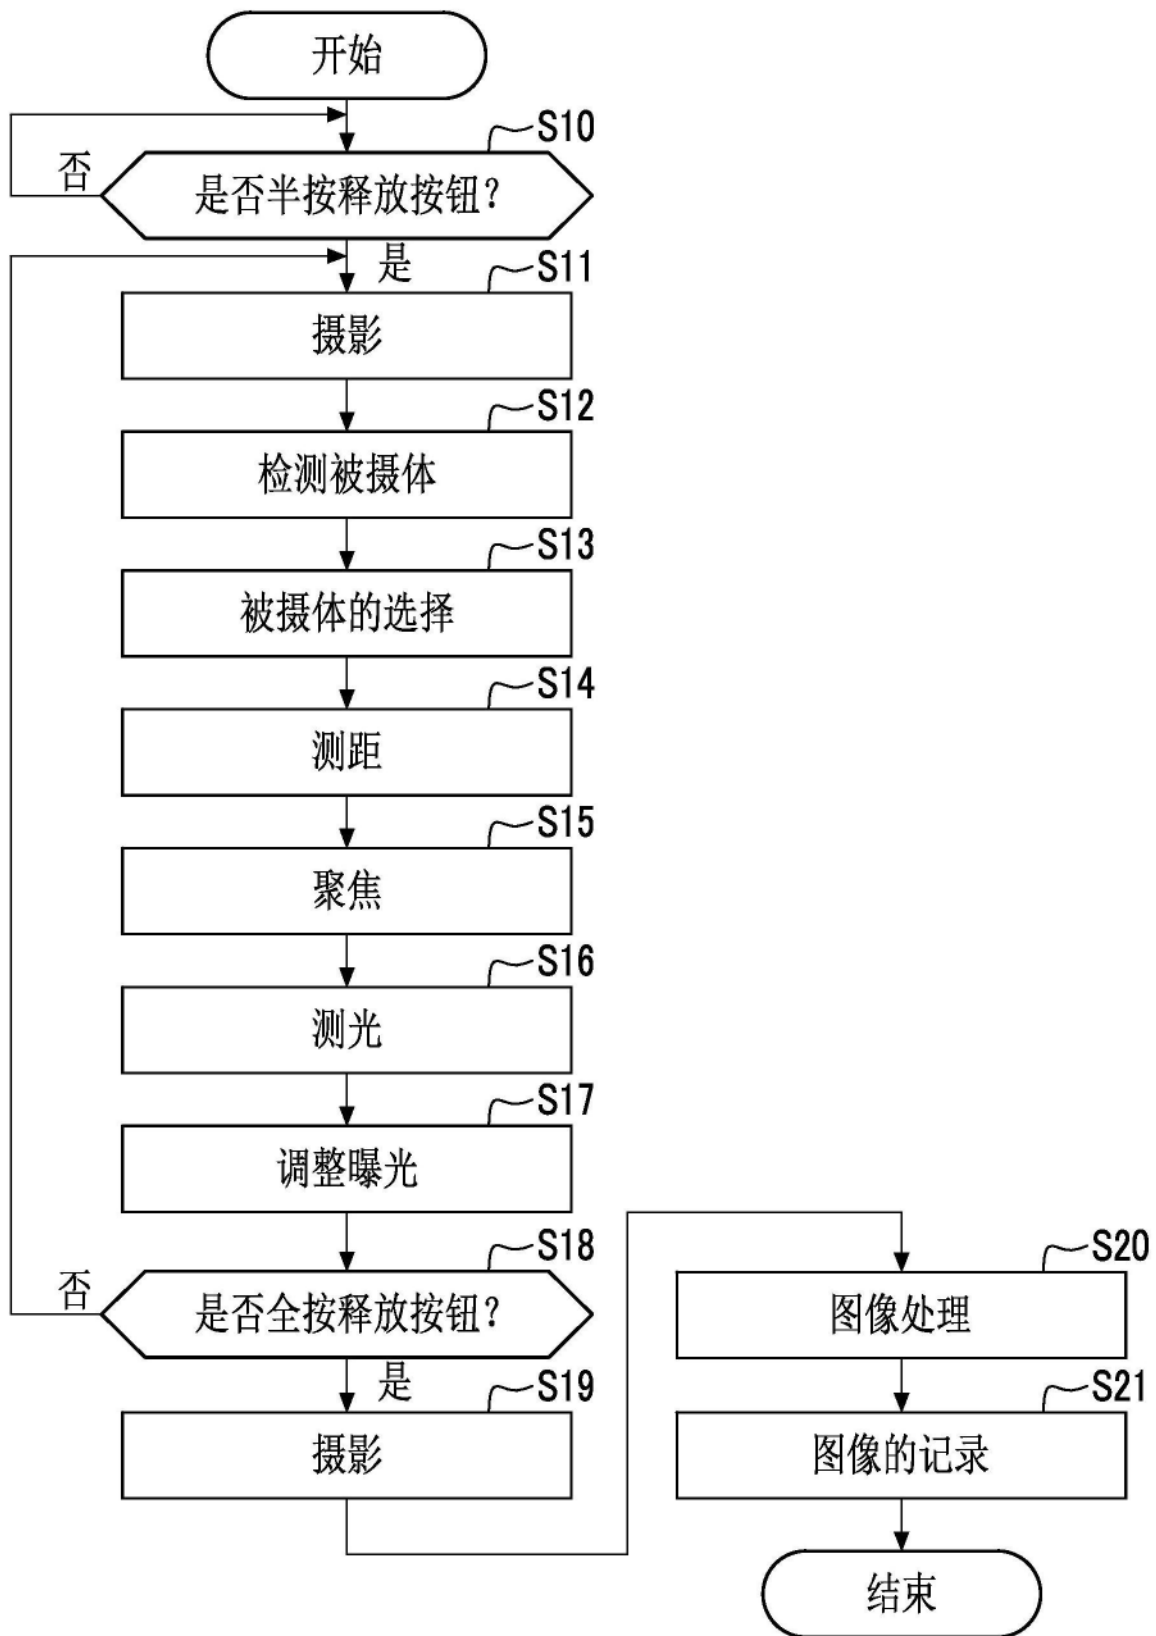 开始
S10
否
是否半按释放按钮？
是
S11
摄影
S12
检测被摄体
S13
被摄体的选择
S14
测距
S15
聚焦
S16
测光
S17
调整曝光
S18
否
是否全按释放按钮？
是
S19
摄影
S20
图像处理
S21
图像的记录
结束